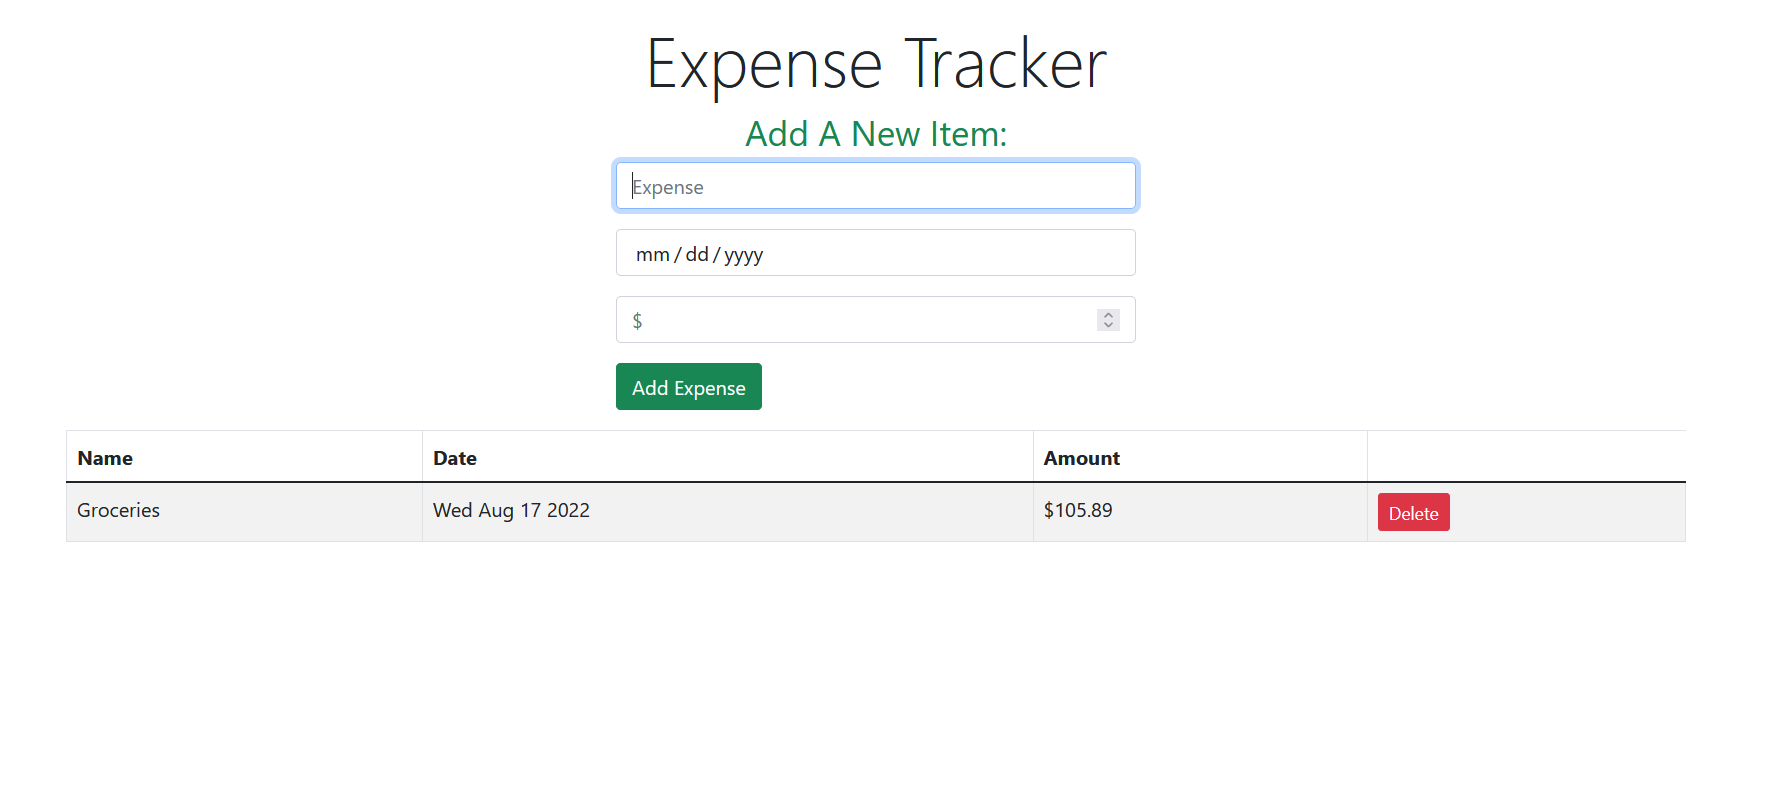 Expense Tracker
Add A New Item:
Expense
mm/dd/yyyy
$
Add Expense
Name Date Amount
Groceries Wed Aug 17 2022 $105.89 Delete